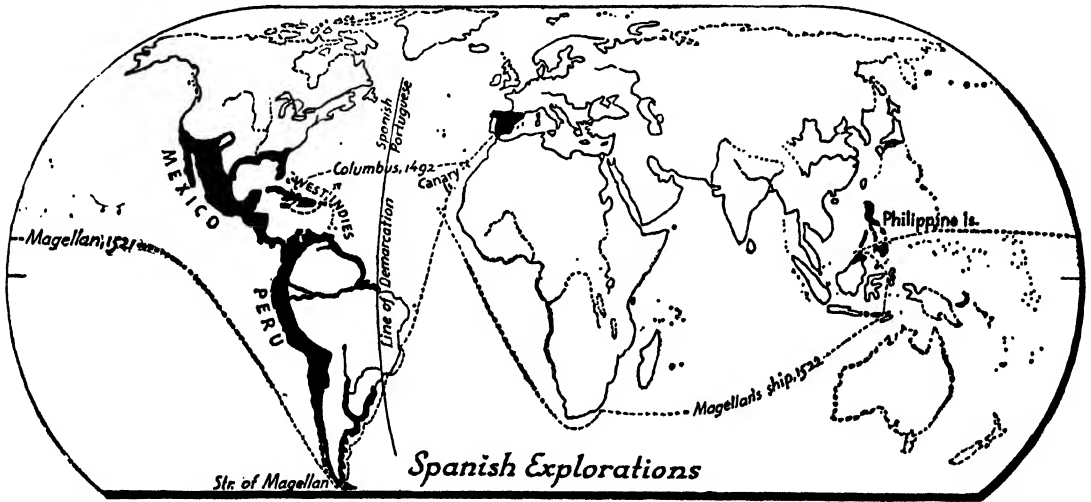 Spanish
Portuguese
Columbus, 1492
Canary Is.
MEXICO
WEST INDIES
Philippine Is.
Magellan, 1521
Line of Demarcation
PERU
Magellan's ship, 1522
Spanish Explorations
Str. of Magellan